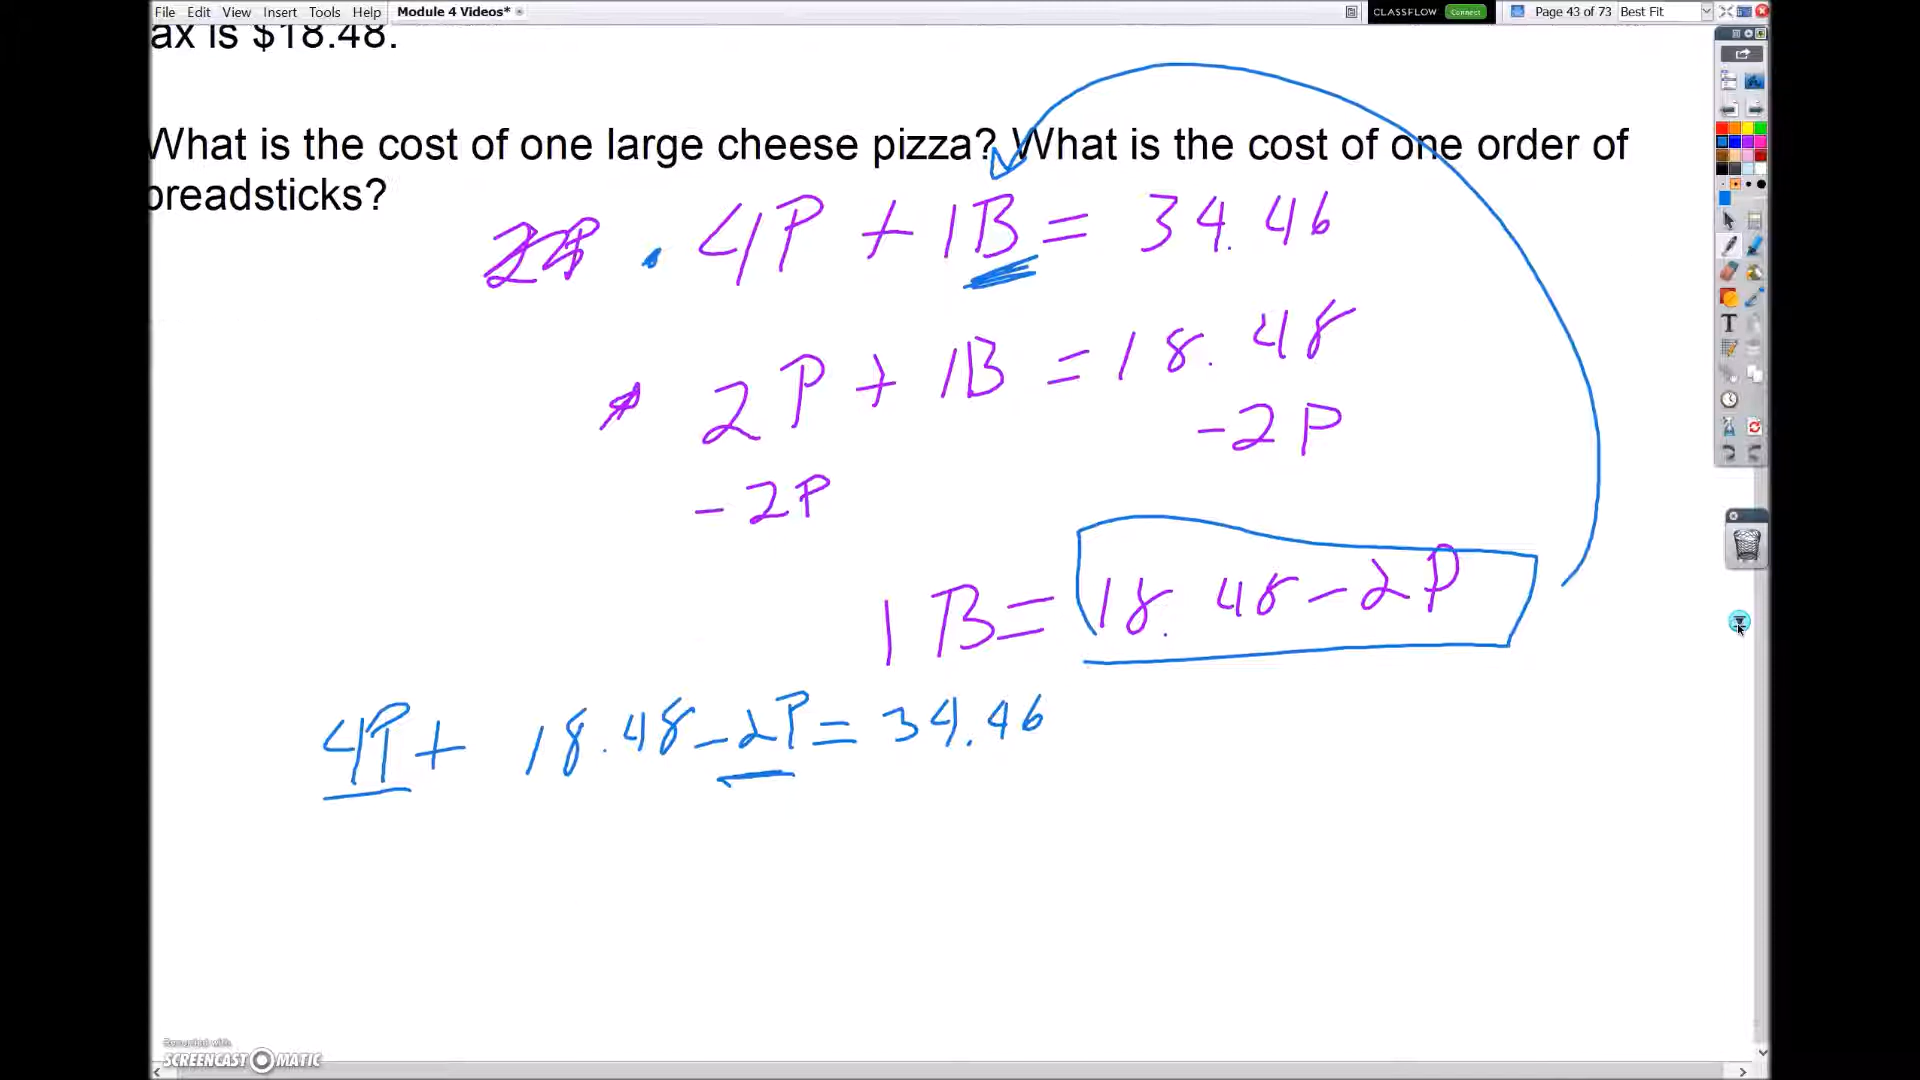 File Edit View Insert Tools Help Module 4 Videos* CLASSFLOW Connect Page 43 of 73 Best Fit
ax is $18.48.
What is the cost of one large cheese pizza? What is the cost of one order of
breadsticks?
4P + 1B = 34.46
2P + 1B = 18.48
-2P
-2P
1B = 18.48 - 2P
4P + 18.48 - 2P = 34.46
T
Recorded with
SCREENCAST MATIC